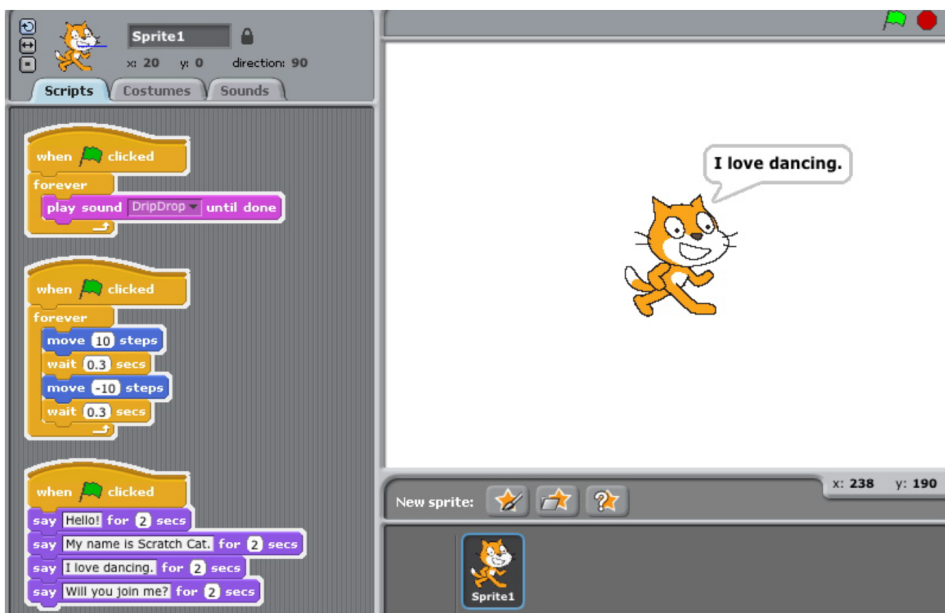 Sprite1
x: 20 y: 0 direction: 90
Scripts Costumes Sounds
when clicked
forever
play sound DripDrop until done
when clicked
forever
move 10 steps
wait 0.3 secs
move -10 steps
wait 0.3 secs
when clicked
say Hello! for 2 secs
say My name is Scratch Cat. for 2 secs
say I love dancing. for 2 secs
say Will you join me? for 2 secs
I love dancing.
x: 238 y: 190
New sprite:
Sprite1